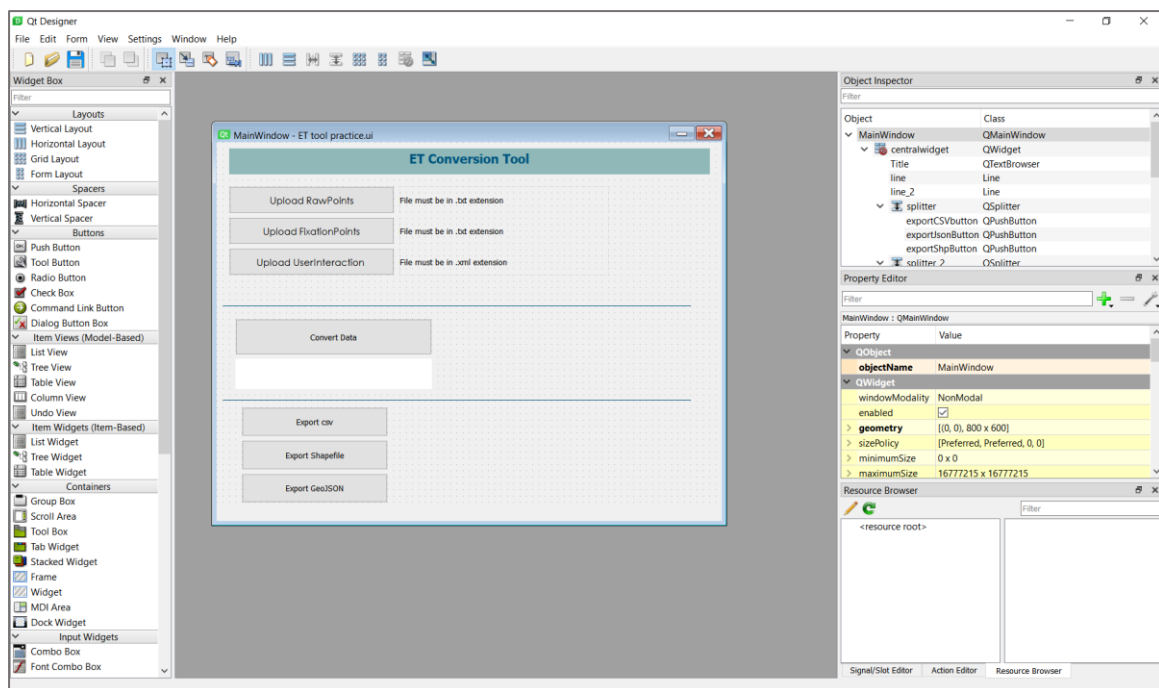 Qt Designer
File Edit Form View Settings Window Help
Widget Box
Filter
Layouts
Vertical Layout
Horizontal Layout
Grid Layout
Form Layout
Spacers
Horizontal Spacer
Vertical Spacer
Buttons
Push Button
Tool Button
Radio Button
Check Box
Command Link Button
Dialog Button Box
Item Views (Model-Based)
List View
Tree View
Table View
Column View
Undo View
Item Widgets (Item-Based)
List Widget
Tree Widget
Table Widget
Containers
Group Box
Scroll Area
Tool Box
Tab Widget
Stacked Widget
Frame
Widget
MDI Area
Dock Widget
Input Widgets
Combo Box
Font Combo Box
MainWindow - ET tool practice.ui
ET Conversion Tool
Upload RawPoints File must be in .txt extension
Upload FixationPoints File must be in .txt extension
Upload UserInteraction File must be in .xml extension
Convert Data
Export csv
Export Shapefile
Export GeoJSON
Object Inspector
Filter
Object Class
MainWindow QMainWindow
centralwidget QWidget
Title QTextBrowser
line Line
line_2 Line
splitter QSplitter
exportCSVbutton QPushButton
exportJsonButton QPushButton
exportShpButton QPushButton
splitter_2 QSplitter
Property Editor
Filter
MainWindow : QMainWindow
Property Value
QObject
objectName MainWindow
QWidget
windowModality NonModal
enabled
geometry [(0, 0), 800 x 600]
sizePolicy [Preferred, Preferred, 0, 0]
minimumSize 0 x 0
maximumSize 16777215 x 16777215
Resource Browser
Filter
<resource root>
Signal/Slot Editor Action Editor Resource Browser